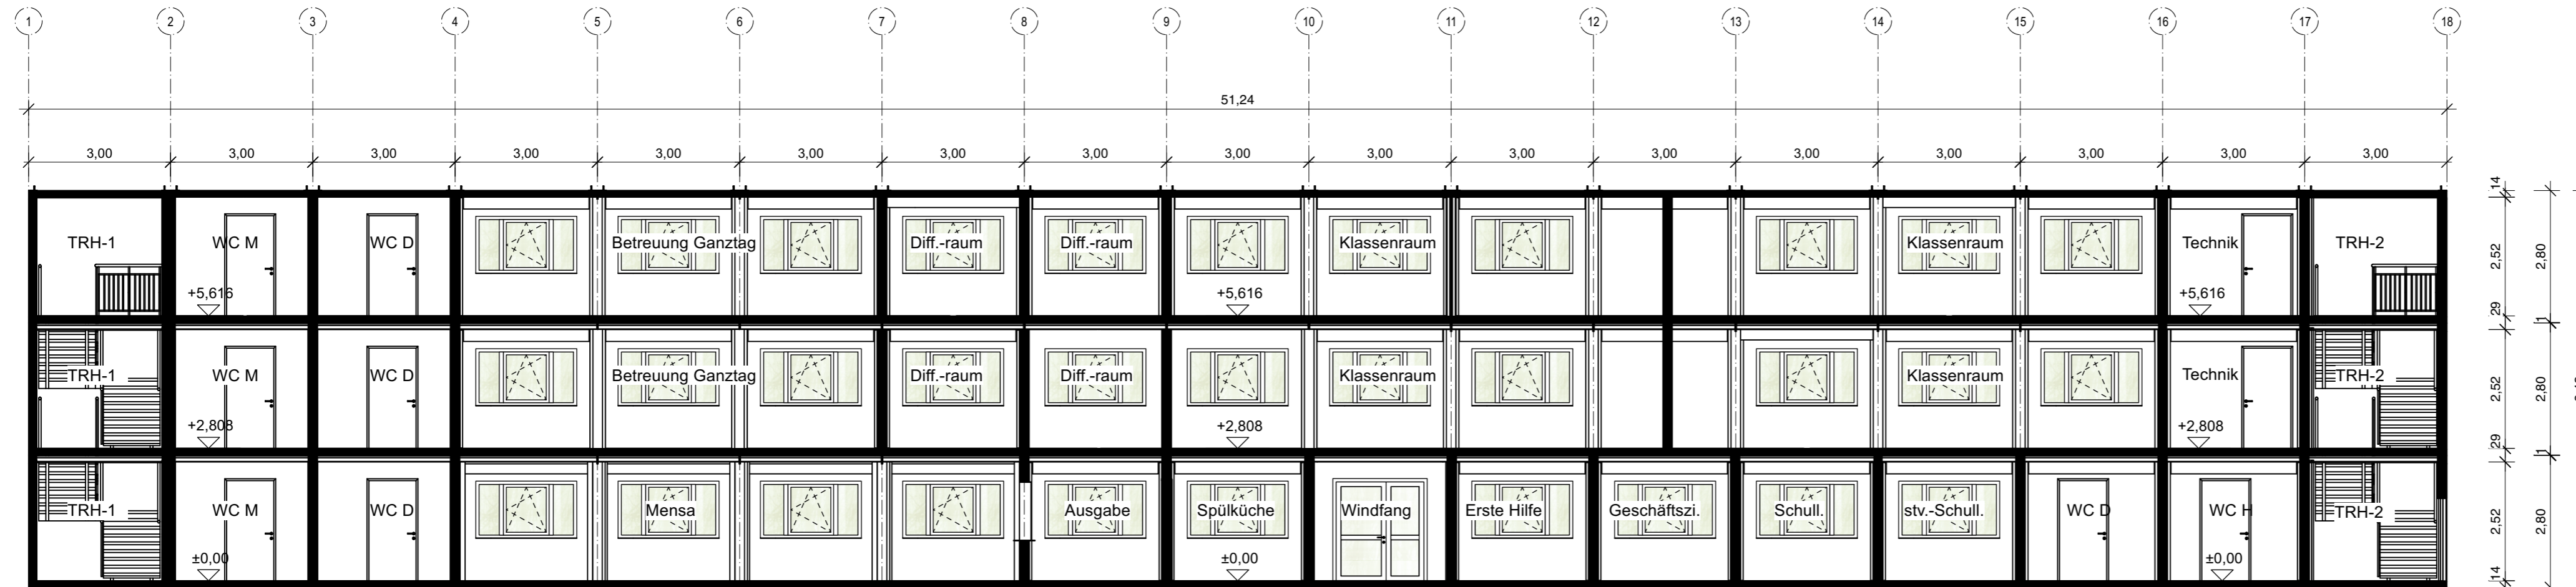 1 2 3 4 5 6 7 8 9 10 11 12 13 14 15 16 17 18
51,24
3,00 3,00 3,00 3,00 3,00 3,00 3,00 3,00 3,00 3,00 3,00 3,00 3,00 3,00 3,00 3,00 3,00
14
TRH-1 WC M WC D Betreuung Ganztag Diff.-raum Diff.-raum Klassenraum Klassenraum Technik TRH-2
2,52 2,80
+5,616 +5,616 +5,616
29 1
TRH-1 WC M WC D Betreuung Ganztag Diff.-raum Diff.-raum Klassenraum Klassenraum Technik TRH-2
2,52 2,80
+2,808 +2,808 +2,808
29 1
TRH-1 WC M WC D Mensa Ausgabe Spülküche Windfang Erste Hilfe Geschäftszi. Schull. stv.-Schull. WC D WC H TRH-2
2,52 2,80
±0,00 ±0,00 ±0,00
14